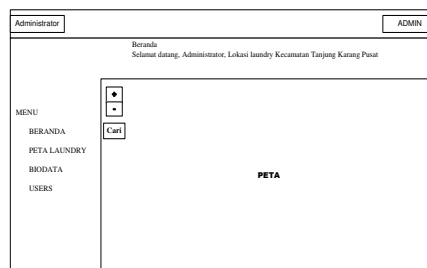 Administrator
ADMIN
Beranda
Selamat datang, Administrator, Lokasi laundry Kecamatan Tanjung Karang Pusat
MENU
BERANDA
PETA LAUNDRY
BIODATA
USERS
Cari
PETA